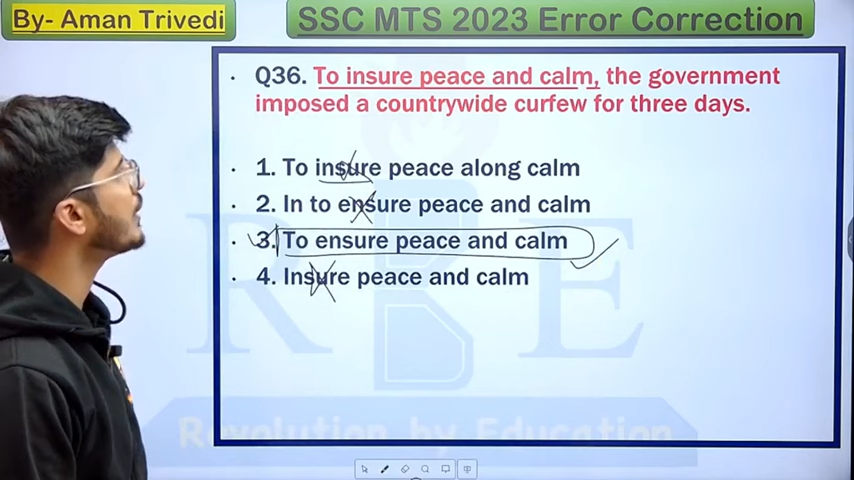 By- Aman Trivedi
SSC MTS 2023 Error Correction
Q36. To insure peace and calm, the government
imposed a countrywide curfew for three days.
1. To insure peace along calm
2. In to ensure peace and calm
3. To ensure peace and calm
4. Insure peace and calm
RBE
Revolution by Education